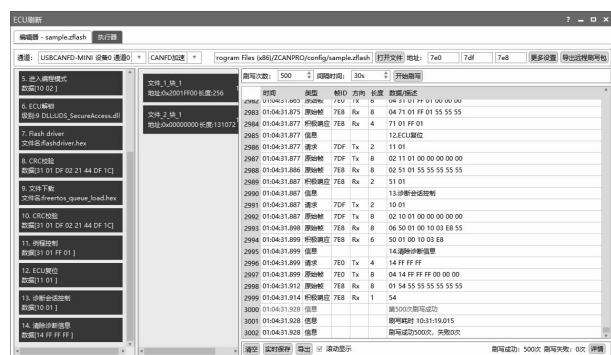 ECU刷新
编辑器 - sample.zflash 执行器
通道: USBCANFD-MINI 设备0 通道0 CANFD加速 rogram Files (x86)/ZCANPRO/config/sample.zflash 打开文件 地址: 7e0 7df 7e8 更多设置 导出远程刷写包
5. 进入编程模式
数据[10 02 ]
6. ECU解锁
级别:9 DLL:UDS_SecureAccess.dll
7. Flash driver
文件名:flashdriver.hex
8. CRC校验
数据[31 01 DF 02 21 44 DF 1C]
9. 文件下载
文件名:freertos_queue_load.hex
10. CRC校验
数据[31 01 DF 02 21 44 DF 1C]
11. 例程控制
数据[31 01 FF 01 ]
12. ECU复位
数据[11 01 ]
13. 诊断会话控制
数据[10 01 ]
14. 清除诊断信息
数据[14 FF FF FF ]
文件_1_块_1
地址:0x2001FF00 长度:256
文件_2_块_1
地址:0x00000000 长度:131072
刷写次数: 500 间隔时间: 30s 开始刷写
时间 类型 帧ID 方向 长度 数据/描述
2982 01:04:31.863 原始帧 7E0 Tx 8 04 31 01 FF 01 00 00 00
2983 01:04:31.875 原始帧 7E8 Rx 8 04 71 01 FF 01 55 55 55
2984 01:04:31.875 积极响应 7E8 Rx 4 71 01 FF 01
2985 01:04:31.877 信息 12.ECU复位
2986 01:04:31.877 请求 7DF Tx 2 11 01
2987 01:04:31.877 原始帧 7DF Tx 8 02 11 01 00 00 00 00 00
2988 01:04:31.886 原始帧 7E8 Rx 8 02 51 01 55 55 55 55 55
2989 01:04:31.887 积极响应 7E8 Rx 2 51 01
2990 01:04:31.887 信息 13.诊断会话控制
2991 01:04:31.887 请求 7DF Tx 2 10 01
2992 01:04:31.887 原始帧 7DF Tx 8 02 10 01 00 00 00 00 00
2993 01:04:31.898 原始帧 7E8 Rx 8 06 50 01 00 10 03 E8 55
2994 01:04:31.899 积极响应 7E8 Rx 6 50 01 00 10 03 E8
2995 01:04:31.899 信息 14.清除诊断信息
2996 01:04:31.899 请求 7E0 Tx 4 14 FF FF FF
2997 01:04:31.899 原始帧 7E0 Tx 8 04 14 FF FF FF 00 00 00
2998 01:04:31.912 原始帧 7E8 Rx 8 01 54 55 55 55 55 55 55
2999 01:04:31.914 积极响应 7E8 Rx 1 54
3000 01:04:31.928 信息 第500次刷写成功
3001 01:04:31.928 信息 刷写耗时 10:31:19.015
3002 01:04:31.928 信息 刷写成功500次, 失败0次
清空 实时保存 导出 滚动显示 刷写成功: 500次 刷写失败: 0次 详情